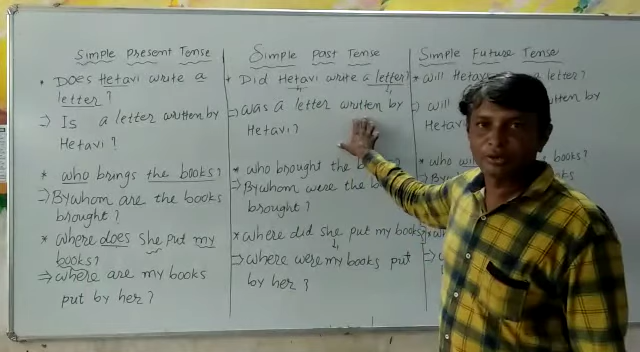 Simple Present Tense
* Does Hetavi write a
letter?
⇒ Is a letter written by
Hetavi?
* who brings the books?
⇒ By whom are the books
brought?
* where does she put my
books?
⇒ where are my books
put by her?
Simple Past Tense
* Did Hetavi write a letter?
⇒ was a letter written by
Hetavi?
* who brought the
⇒ By whom were the
brought?
* where did she put my books?
⇒ where were my books put
by her?
Simple Future Tense
* will a letter?
⇒ will by
* who books?
⇒ By